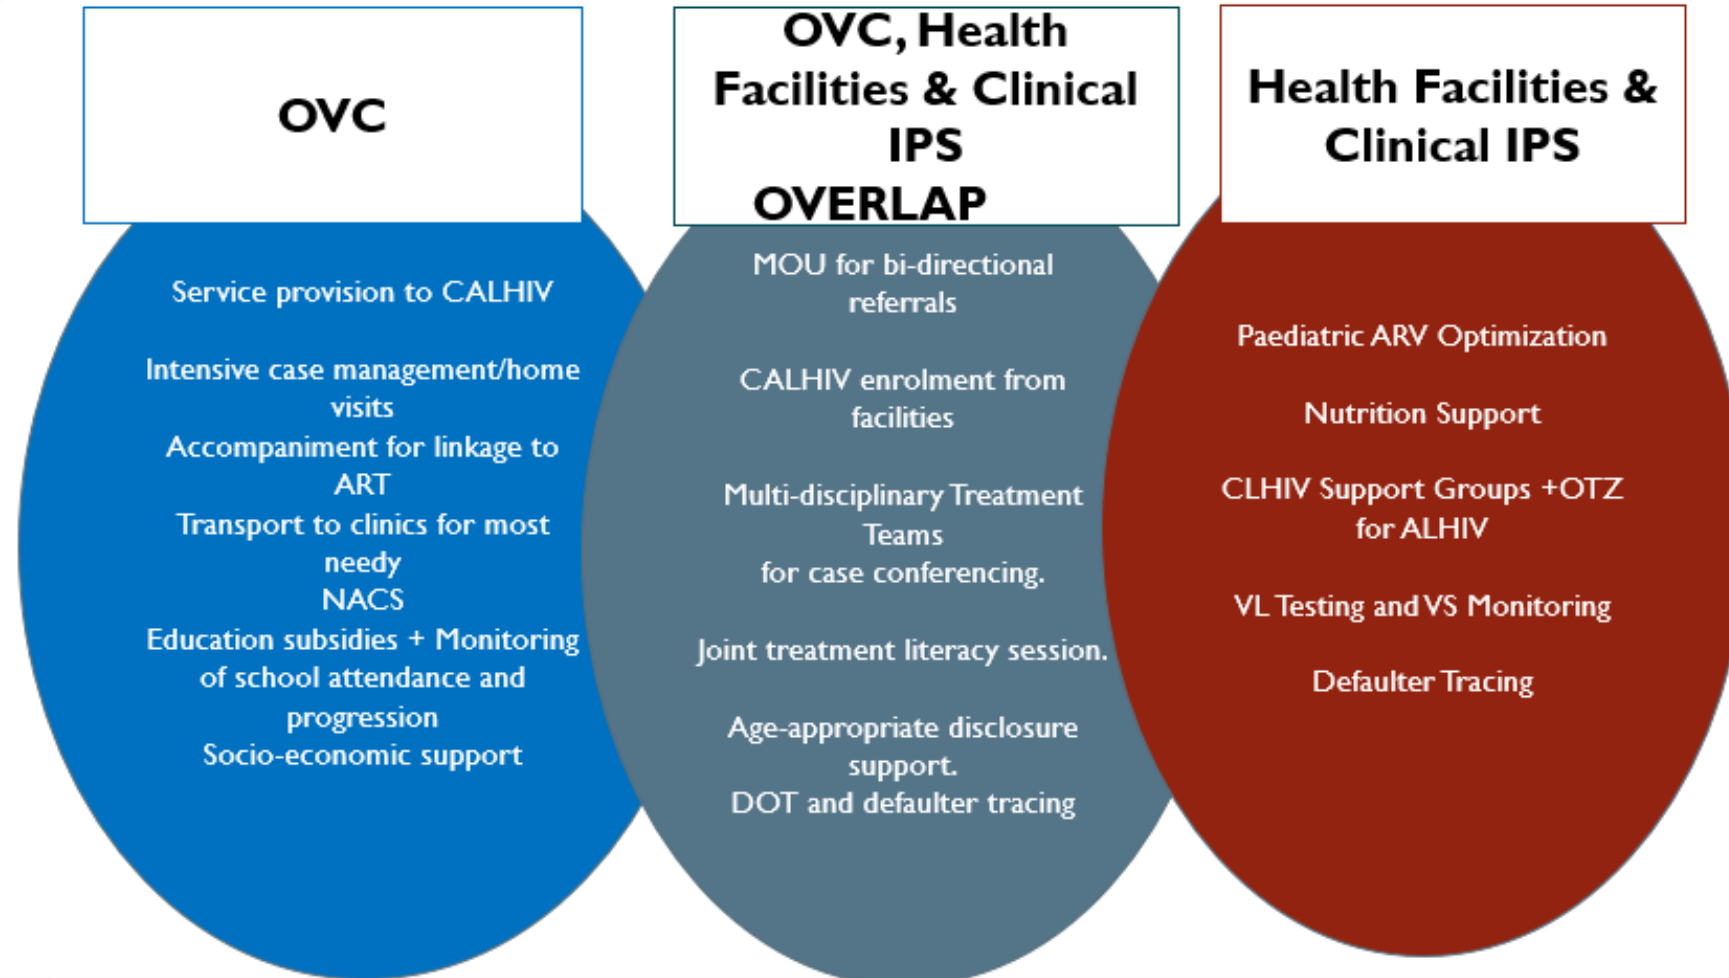 OVC
Service provision to CALHIV
Intensive case management/home
visits
Accompaniment for linkage to
ART
Transport to clinics for most
needy
NACS
Education subsidies + Monitoring
of school attendance and
progression
Socio-economic support
OVC, Health
Facilities & Clinical
IPS
OVERLAP
MOU for bi-directional
referrals
CALHIV enrolment from
facilities
Multi-disciplinary Treatment
Teams
for case conferencing.
Joint treatment literacy session.
Age-appropriate disclosure
support.
DOT and defaulter tracing
Health Facilities &
Clinical IPS
Paediatric ARV Optimization
Nutrition Support
CLHIV Support Groups +OTZ
for ALHIV
VL Testing and VS Monitoring
Defaulter Tracing